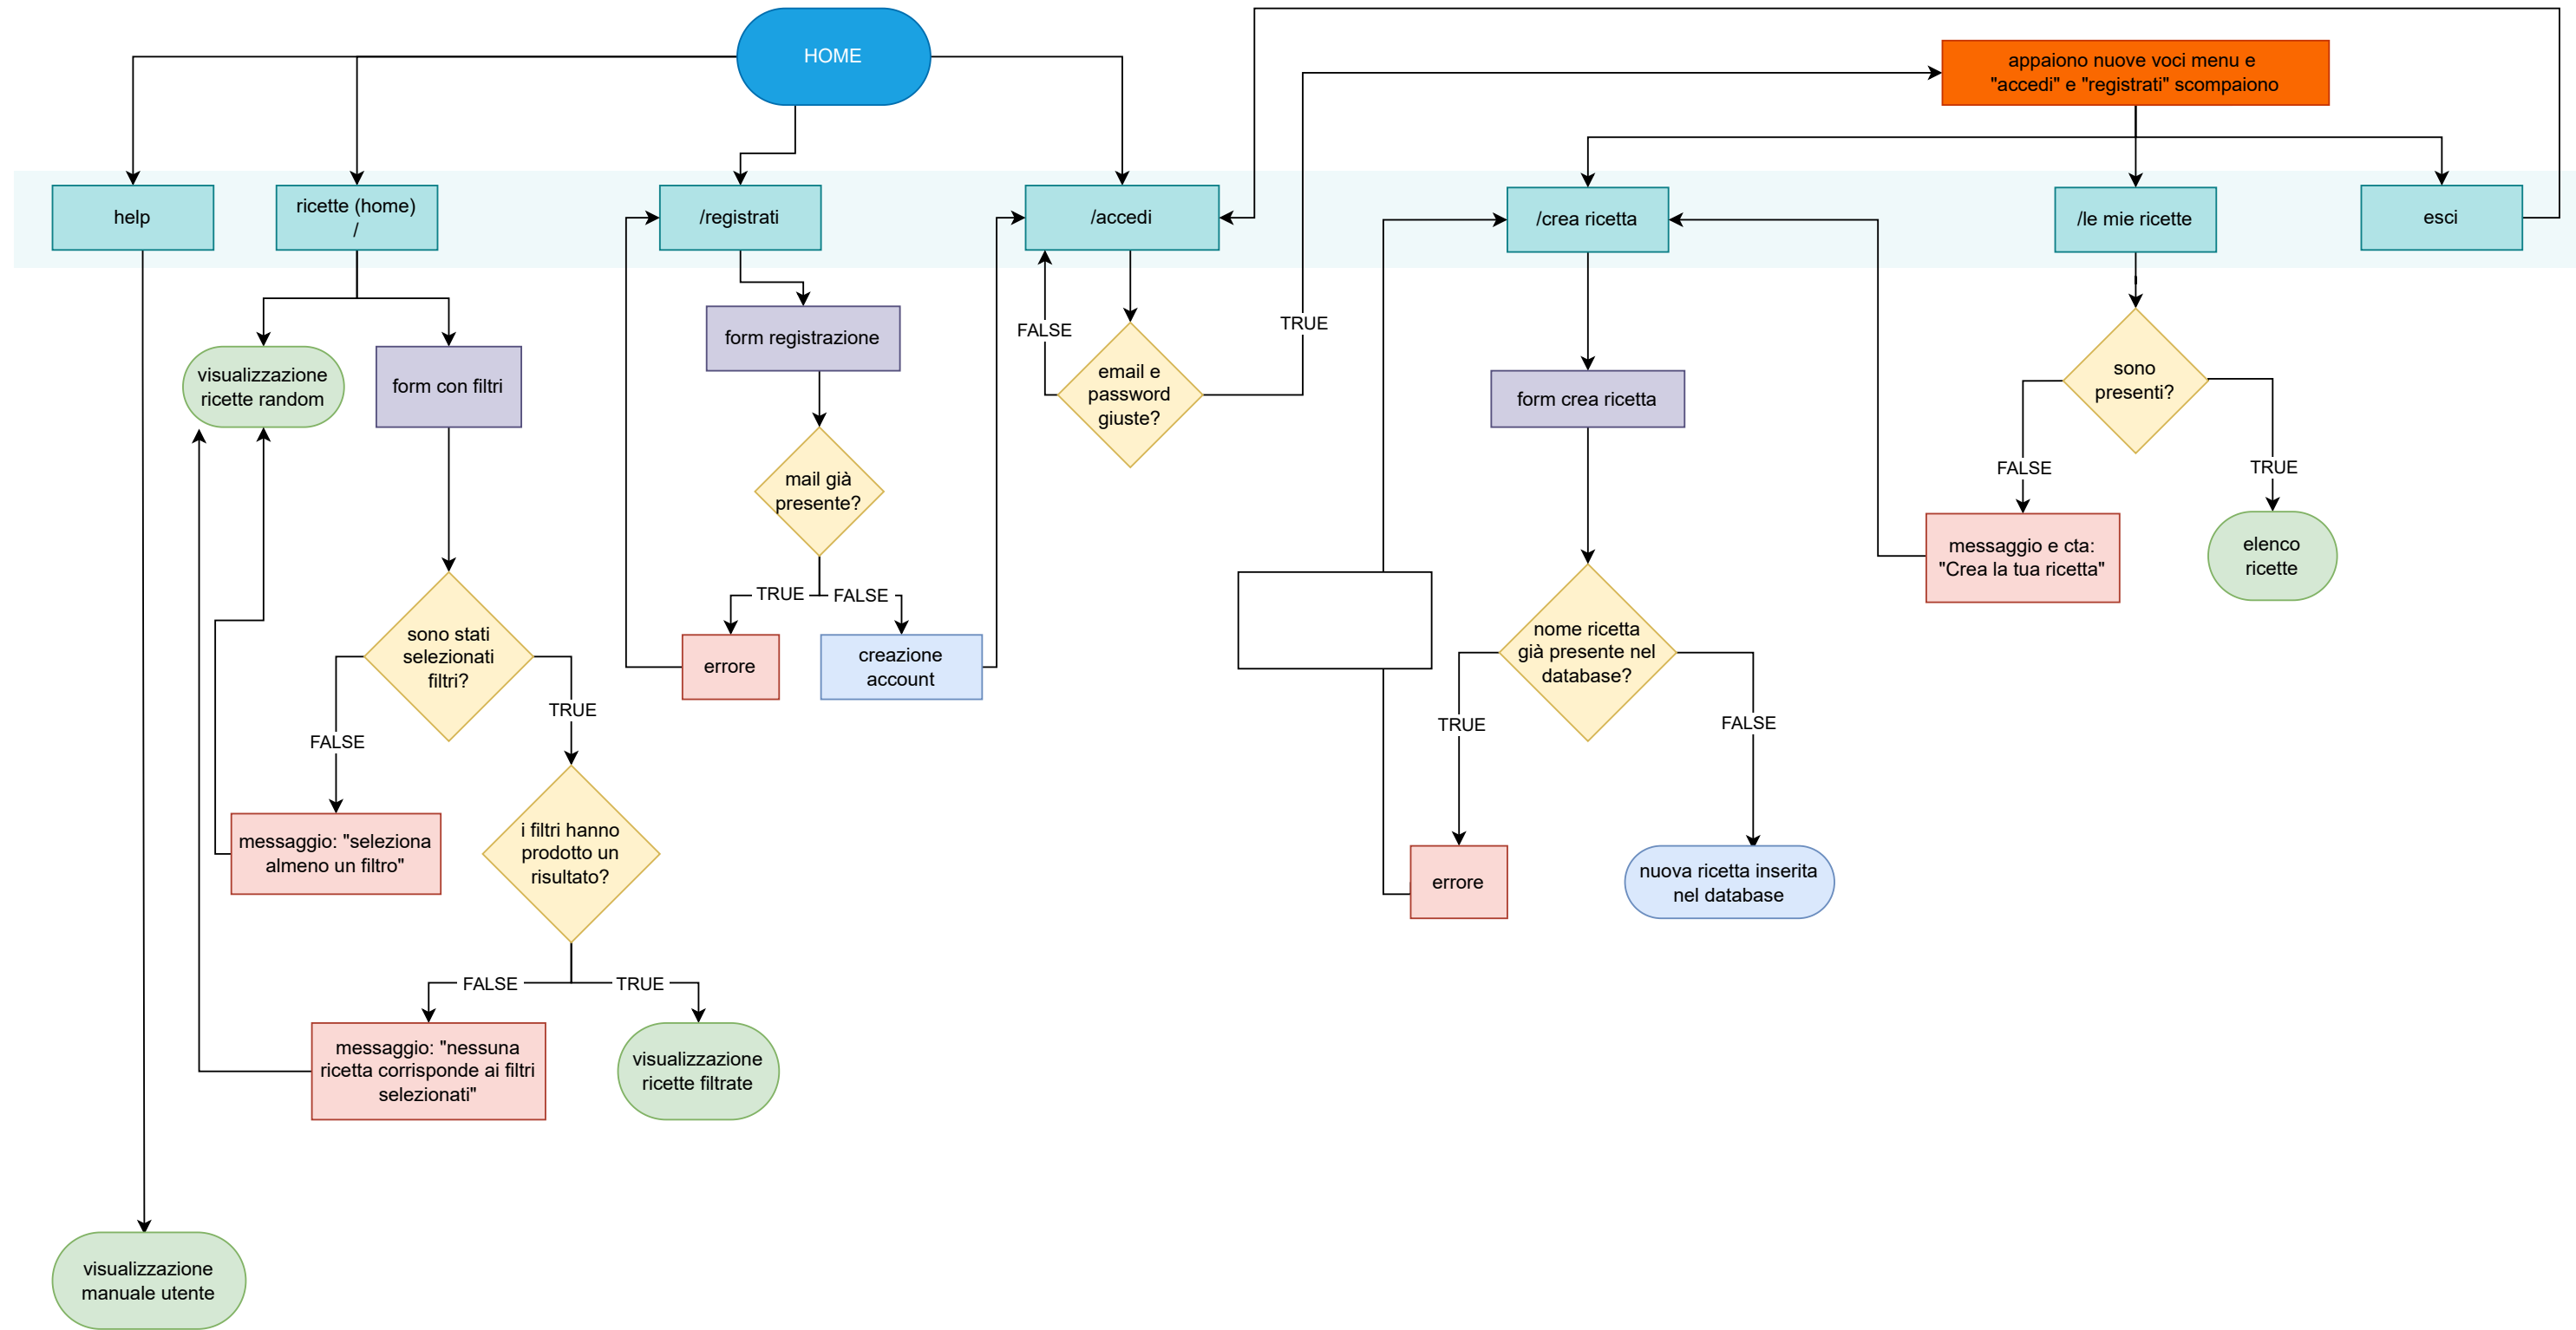 HOME
appaiono nuove voci menu e
"accedi" e "registrati" scompaiono
help
ricette (home)
/
/registrati
/accedi
/crea ricetta
/le mie ricette
esci
form registrazione
FALSE
TRUE
visualizzazione
ricette random
form con filtri
email e
password
giuste?
form crea ricetta
sono
presenti?
mail già
presente?
FALSE
TRUE
messaggio e cta:
"Crea la tua ricetta"
elenco
ricette
TRUE
FALSE
sono stati
selezionati
filtri?
errore
creazione
account
nome ricetta
già presente nel
database?
TRUE
FALSE
TRUE
FALSE
messaggio: "seleziona
almeno un filtro"
i filtri hanno
prodotto un
risultato?
errore
nuova ricetta inserita
nel database
FALSE
TRUE
messaggio: "nessuna
ricetta corrisponde ai filtri
selezionati"
visualizzazione
ricette filtrate
visualizzazione
manuale utente